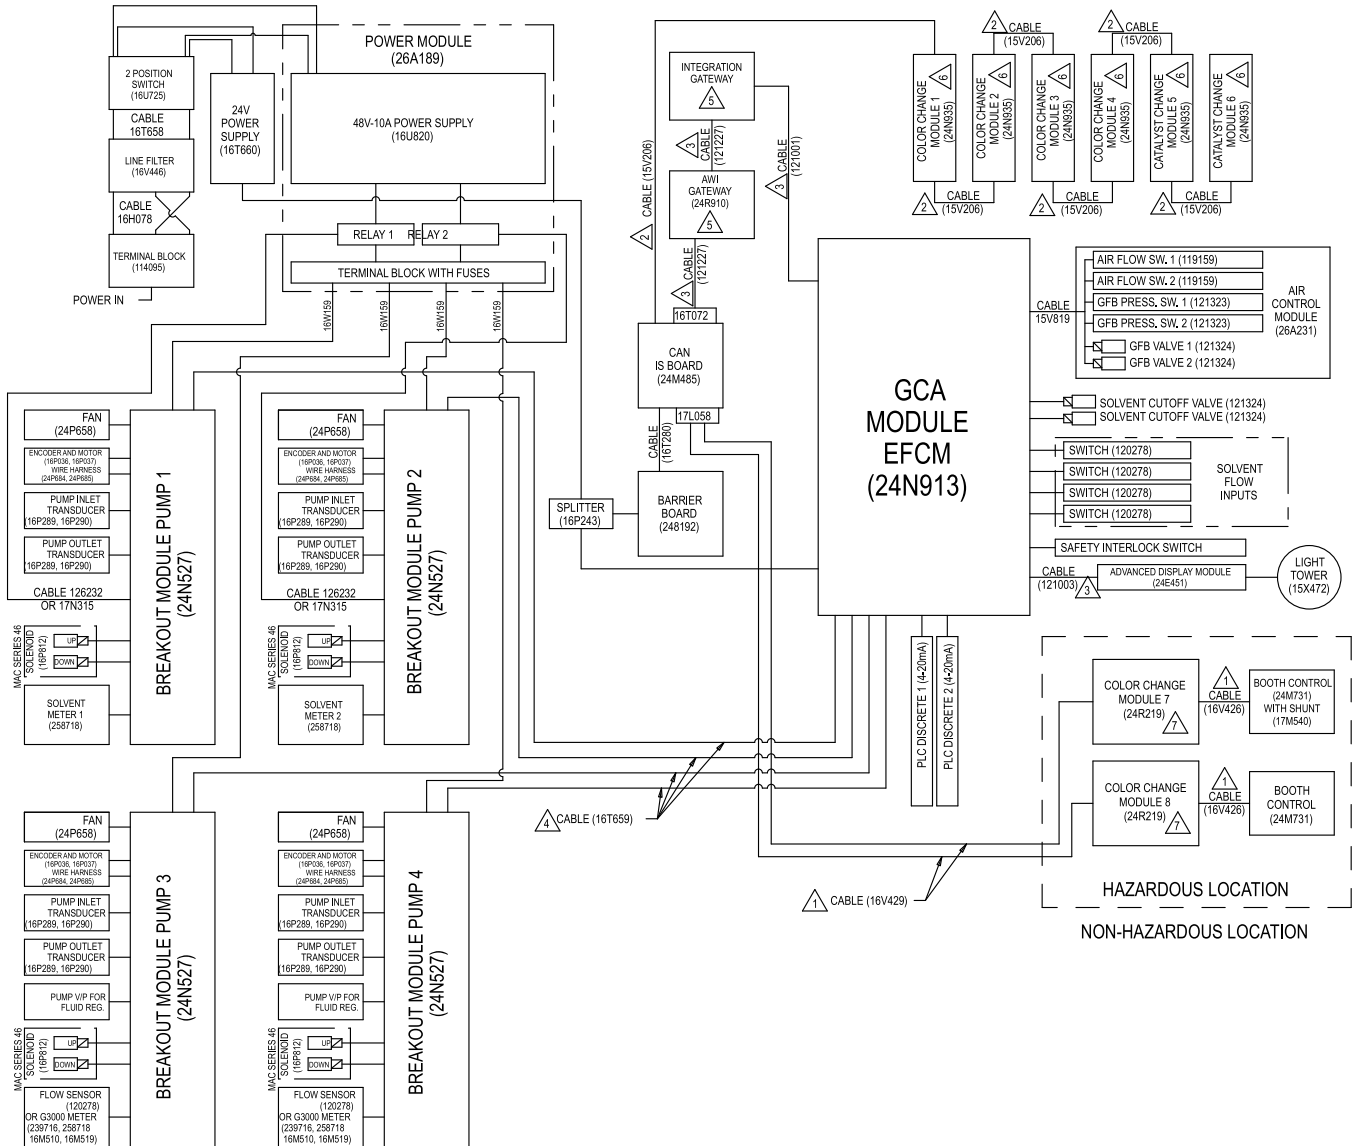 POWER MODULE
(26A189)
2 POSITION
SWITCH
(16U725)
CABLE
16T658
LINE FILTER
(16V446)
CABLE
16H078
TERMINAL BLOCK
(114095)
POWER IN
24V
POWER
SUPPLY
(16T660)
48V-10A POWER SUPPLY
(16U820)
RELAY 1
RELAY 2
TERMINAL BLOCK WITH FUSES
16W159
16W159
16W159
16W159
INTEGRATION
GATEWAY
5
3
CABLE
(121227)
AWI
GATEWAY
(24R910)
5
3
CABLE
(121227)
3
CABLE
(121001)
2
CABLE (15V206)
16T072
CAN
IS BOARD
(24M485)
17L058
CABLE
(16T280)
BARRIER
BOARD
(248192)
SPLITTER
(16P243)
2
CABLE
(15V206)
2
CABLE
(15V206)
COLOR CHANGE
MODULE 1
(24N935)
6
COLOR CHANGE
MODULE 2
(24N935)
6
COLOR CHANGE
MODULE 3
(24N935)
6
COLOR CHANGE
MODULE 4
(24N935)
6
CATALYST CHANGE
MODULE 5
(24N935)
6
CATALYST CHANGE
MODULE 6
(24N935)
6
2
CABLE
(15V206)
2
CABLE
(15V206)
2
CABLE
(15V206)
GCA
MODULE
EFCM
(24N913)
CABLE
15V819
AIR FLOW SW. 1 (119159)
AIR FLOW SW. 2 (119159)
GFB PRESS. SW. 1 (121323)
GFB PRESS. SW. 2 (121323)
GFB VALVE 1 (121324)
GFB VALVE 2 (121324)
AIR
CONTROL
MODULE
(26A231)
SOLVENT CUTOFF VALVE (121324)
SOLVENT CUTOFF VALVE (121324)
SWITCH (120278)
SWITCH (120278)
SWITCH (120278)
SWITCH (120278)
SOLVENT
FLOW
INPUTS
SAFETY INTERLOCK SWITCH
CABLE
(121003)
3
ADVANCED DISPLAY MODULE
(24E451)
LIGHT
TOWER
(15X472)
PLC DISCRETE 1 (4-20mA)
PLC DISCRETE 2 (4-20mA)
COLOR CHANGE
MODULE 7
(24R219)
7
1
CABLE
(16V426)
BOOTH CONTROL
(24M731)
WITH SHUNT
(17M540)
COLOR CHANGE
MODULE 8
(24R219)
7
1
CABLE
(16V426)
BOOTH
CONTROL
(24M731)
HAZARDOUS LOCATION
NON-HAZARDOUS LOCATION
4
CABLE (16T659)
1
CABLE (16V429)
FAN
(24P658)
ENCODER AND MOTOR
(16P036, 16P037)
WIRE HARNESS
(24P684, 24P685)
PUMP INLET
TRANSDUCER
(16P289, 16P290)
PUMP OUTLET
TRANSDUCER
(16P289, 16P290)
CABLE 126232
OR 17N315
MAC SERIES 46
SOLENOID
(16P812)
UP
DOWN
SOLVENT
METER 1
(258718)
BREAKOUT MODULE PUMP 1
(24N527)
FAN
(24P658)
ENCODER AND MOTOR
(16P036, 16P037)
WIRE HARNESS
(24P684, 24P685)
PUMP INLET
TRANSDUCER
(16P289, 16P290)
PUMP OUTLET
TRANSDUCER
(16P289, 16P290)
CABLE 126232
OR 17N315
MAC SERIES 46
SOLENOID
(16P812)
UP
DOWN
SOLVENT
METER 2
(258718)
BREAKOUT MODULE PUMP 2
(24N527)
FAN
(24P658)
ENCODER AND MOTOR
(16P036, 16P037)
WIRE HARNESS
(24P684, 24P685)
PUMP INLET
TRANSDUCER
(16P289, 16P290)
PUMP OUTLET
TRANSDUCER
(16P289, 16P290)
PUMP V/P FOR
FLUID REG.
MAC SERIES 46
SOLENOID
(16P812)
UP
DOWN
FLOW SENSOR
(120278)
OR G3000 METER
(239716, 258718
16M510, 16M519)
BREAKOUT MODULE PUMP 3
(24N527)
FAN
(24P658)
ENCODER AND MOTOR
(16P036, 16P037)
WIRE HARNESS
(24P684, 24P685)
PUMP INLET
TRANSDUCER
(16P289, 16P290)
PUMP OUTLET
TRANSDUCER
(16P289, 16P290)
PUMP V/P FOR
FLUID REG.
MAC SERIES 46
SOLENOID
(16P812)
UP
DOWN
FLOW SENSOR
(120278)
OR G3000 METER
(239716, 258718
16M510, 16M519)
BREAKOUT MODULE PUMP 4
(24N527)